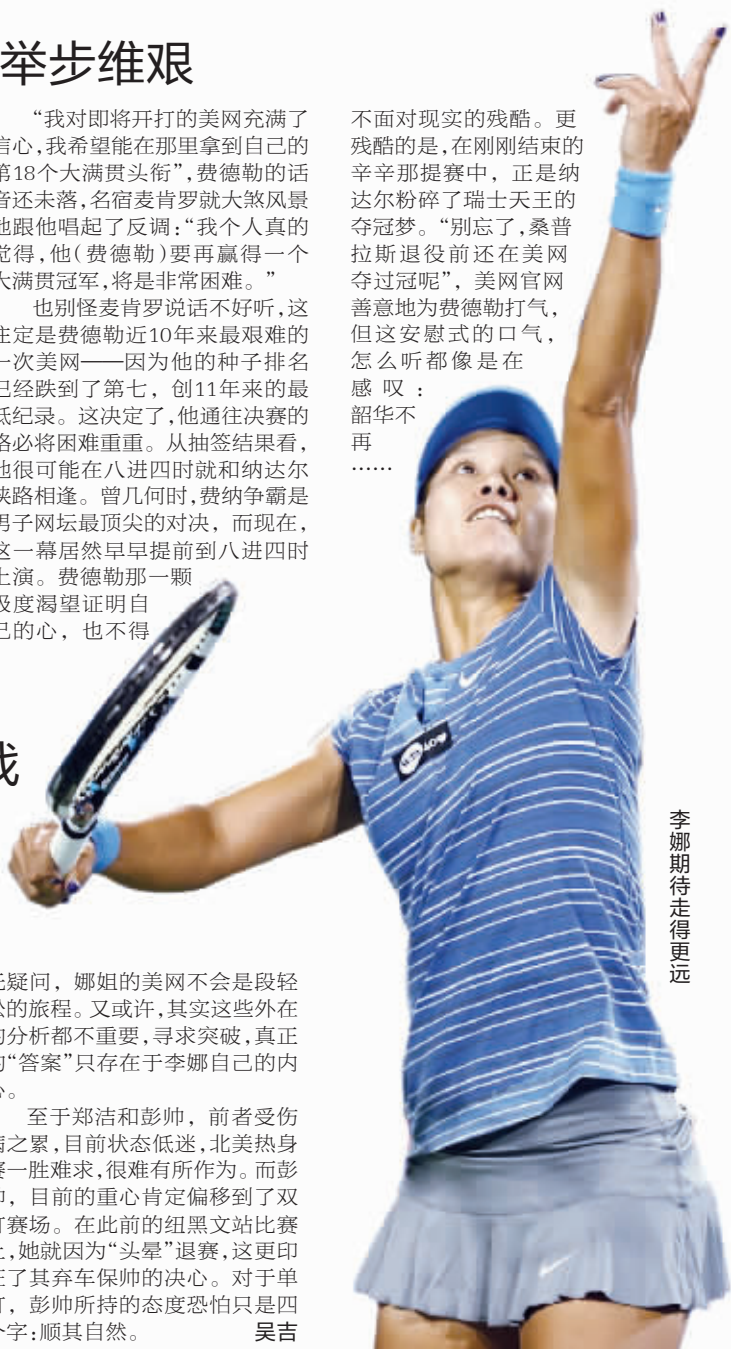 举步维艰
“我对即将开打的美网充满了
信心,我希望能在那里拿到自己的
第18个大满贯头衔”,费德勒的话
音还未落,名宿麦肯罗就大煞风景
地跟他唱起了反调:“我个人真的
觉得,他(费德勒)要再赢得一个
大满贯冠军,将是非常困难。”
也别怪麦肯罗说话不好听,这
注定是费德勒近10年来最艰难的
一次美网——因为他的种子排名
已经跌到了第七，创11年来的最
低纪录。这决定了,他通往决赛的
路必将困难重重。从抽签结果看,
他很可能在八进四时就和纳达尔
狭路相逢。曾几何时,费纳争霸是
男子网坛最顶尖的对决，而现在,
这一幕居然早早提前到八进四时
上演。费德勒那一颗
极度渴望证明自
己的心，也不得
不面对现实的残酷。更
残酷的是,在刚刚结束的
辛辛那提赛中，正是纳
达尔粉碎了瑞士天王的
夺冠梦。“别忘了,桑普
拉斯退役前还在美网
夺过冠呢”，美网官网
善意地为费德勒打气，
但这安慰式的口气，
怎么听都像是在
感叹：
韶华不
再
……
李娜期待走得更远
无疑问，娜姐的美网不会是段轻
松的旅程。又或许,其实这些外在
的分析都不重要,寻求突破,真正
的“答案”只存在于李娜自己的内
心。
至于郑洁和彭帅，前者受伤
病之累,目前状态低迷,北美热身
赛一胜难求,很难有所作为。而彭
帅，目前的重心肯定偏移到了双
打赛场。在此前的纽黑文站比赛
上,她就因为“头晕”退赛,这更印
证了其弃车保帅的决心。对于单
打，彭帅所持的态度恐怕只是四
个字:顺其自然。 吴吉